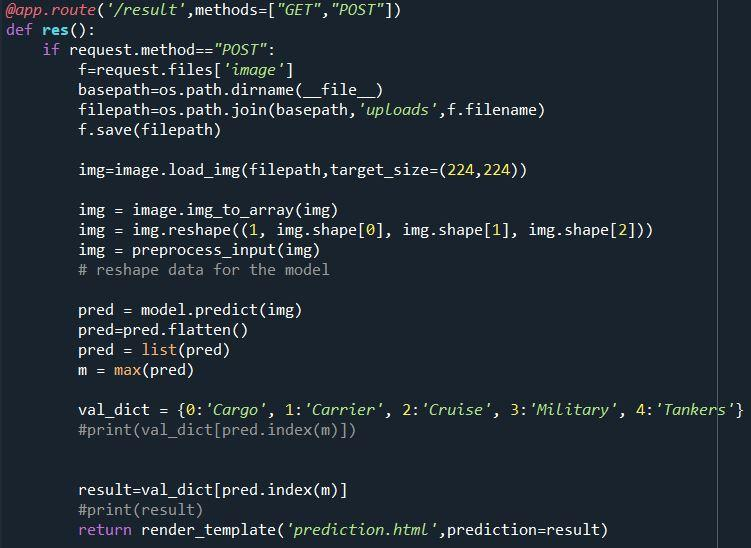 @app.route('/result',methods=["GET","POST"])
def res():
    if request.method=="POST":
        f=request.files['image']
        basepath=os.path.dirname(__file__)
        filepath=os.path.join(basepath,'uploads',f.filename)
        f.save(filepath)

        img=image.load_img(filepath,target_size=(224,224))

        img = image.img_to_array(img)
        img = img.reshape((1, img.shape[0], img.shape[1], img.shape[2]))
        img = preprocess_input(img)
        # reshape data for the model

        pred = model.predict(img)
        pred=pred.flatten()
        pred = list(pred)
        m = max(pred)

        val_dict = {0:'Cargo', 1:'Carrier', 2:'Cruise', 3:'Military', 4:'Tankers'}
        #print(val_dict[pred.index(m)])


        result=val_dict[pred.index(m)]
        #print(result)
        return render_template('prediction.html',prediction=result)